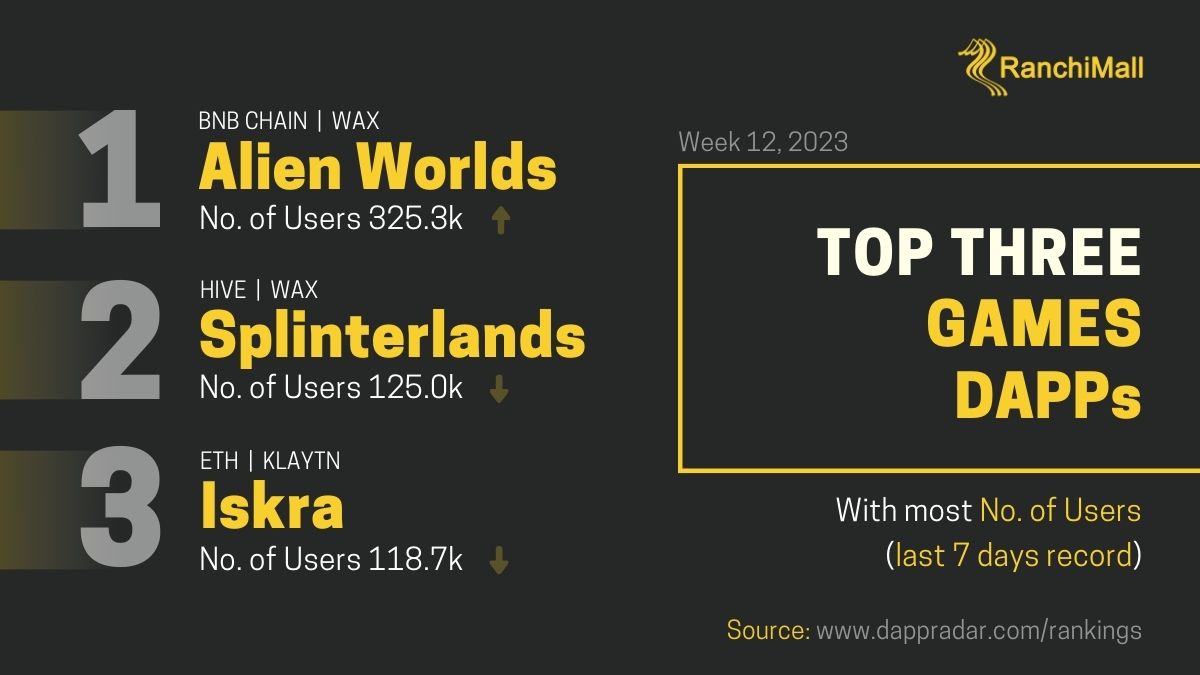 RanchiMall
1
BNB CHAIN | WAX
Alien Worlds
No. of Users 325.3k
2
HIVE | WAX
Splinterlands
No. of Users 125.0k
3
ETH | KLAYTN
Iskra
No. of Users 118.7k
Week 12, 2023
TOP THREE
GAMES
DAPPs
With most No. of Users
(last 7 days record)
Source: www.dappradar.com/rankings